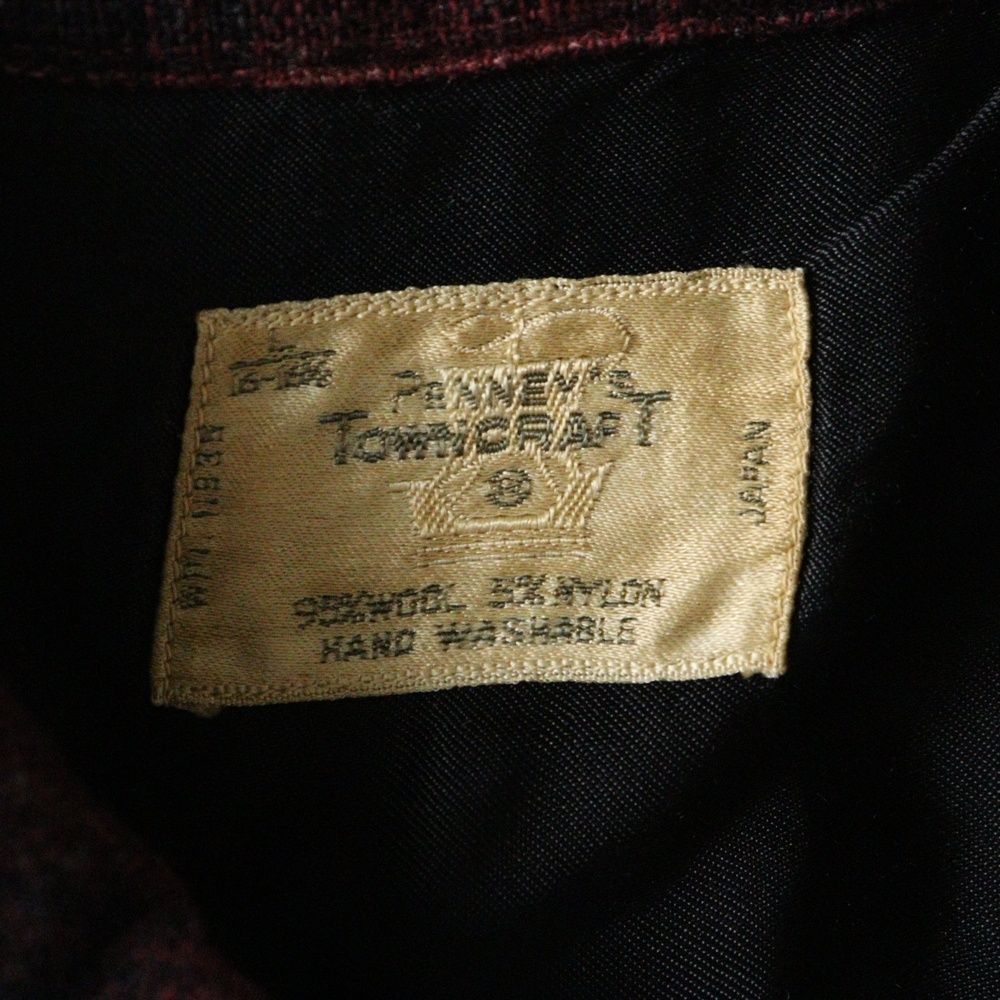 L
PENNEY'S
TOWNCRAFT
JAPAN
95% WOOL 5% NYLON
HAND WASHABLE